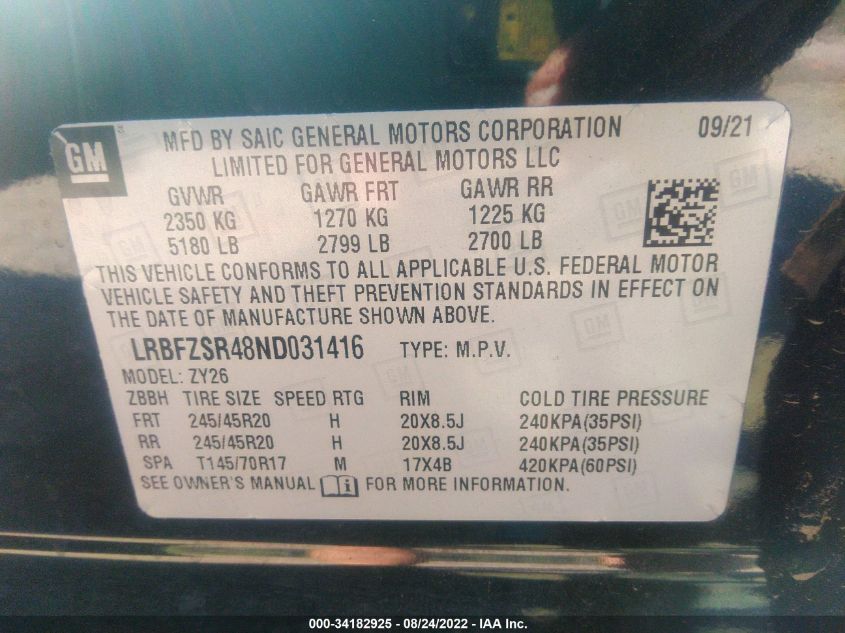 GM
MFD BY SAIC GENERAL MOTORS CORPORATION 09/21
LIMITED FOR GENERAL MOTORS LLC
GVWR GAWR FRT GAWR RR
2350 KG 1270 KG 1225 KG
5180 LB 2799 LB 2700 LB
THIS VEHICLE CONFORMS TO ALL APPLICABLE U.S. FEDERAL MOTOR
VEHICLE SAFETY AND THEFT PREVENTION STANDARDS IN EFFECT ON
THE DATE OF MANUFACTURE SHOWN ABOVE.
LRBFZSR48ND031416 TYPE: M.P.V.
MODEL: ZY26
ZBBH TIRE SIZE SPEED RTG RIM COLD TIRE PRESSURE
FRT 245/45R20 H 20X8.5J 240KPA(35PSI)
RR 245/45R20 H 20X8.5J 240KPA(35PSI)
SPA T145/70R17 M 17X4B 420KPA(60PSI)
SEE OWNER'S MANUAL i FOR MORE INFORMATION.
000-34182925 - 08/24/2022 - IAA Inc.